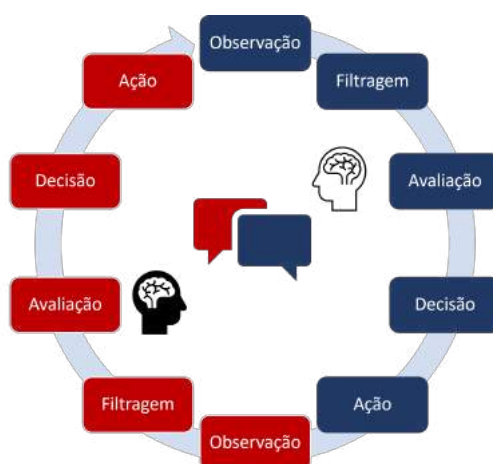 Observação
Filtragem
Avaliação
Decisão
Ação
Observação
Filtragem
Avaliação
Decisão
Ação